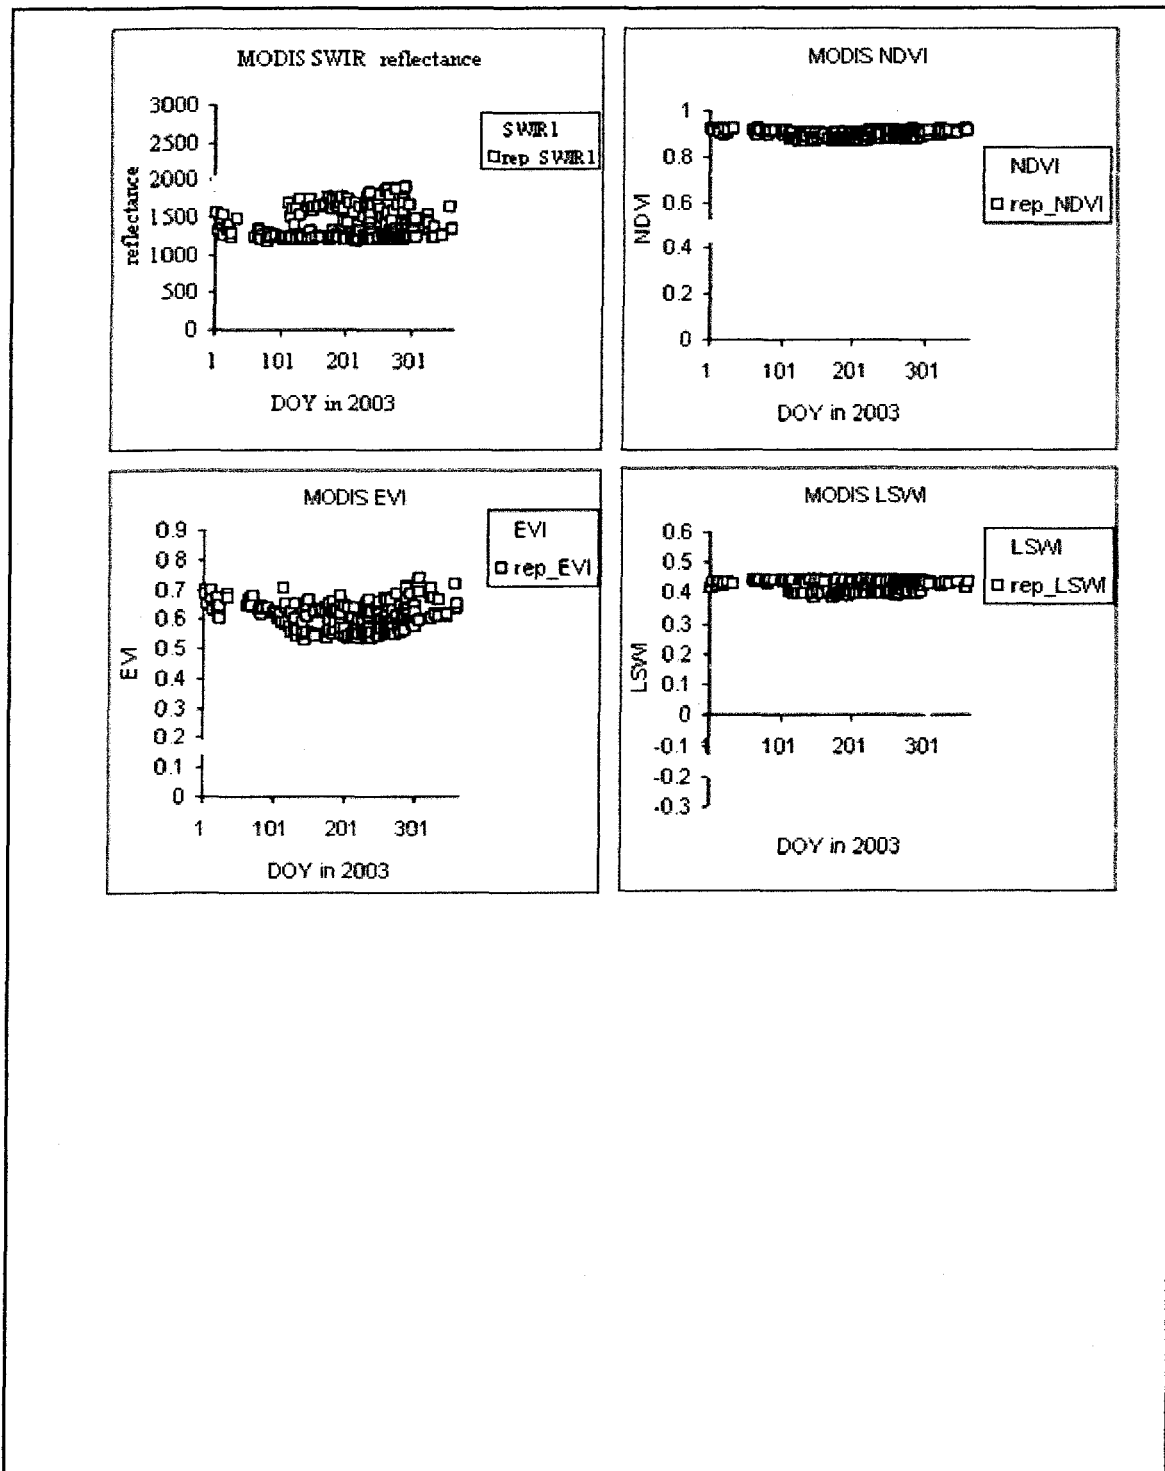 MODIS SWIR reflectance
3000
2500
2000
1500
1000
500
0
reflectance
1 101 201 301
DOY in 2003
SWIR1
rep_SWIR1
MODIS NDVI
1
0.8
0.6
0.4
0.2
0
NDVI
1 101 201 301
DOY in 2003
NDVI
rep_NDVI
MODIS EVI
0.9
0.8
0.7
0.6
0.5
0.4
0.3
0.2
0.1
0
EVI
1 101 201 301
DOY in 2003
EVI
rep_EVI
MODIS LSWI
0.6
0.5
0.4
0.3
0.2
0.1
0
-0.1
-0.2
-0.3
LSWI
1 101 201 301
DOY in 2003
LSWI
rep_LSWI